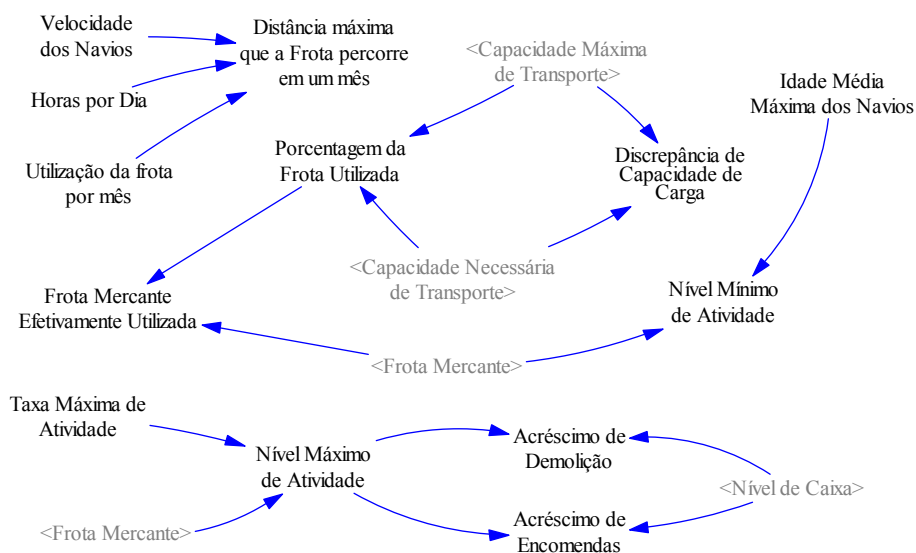 Velocidade
dos Navios
Distância máxima
que a Frota percorre
em um mês
Horas por Dia
Utilização da frota
por mês
<Capacidade Máxima
de Transporte>
Idade Média
Máxima dos Navios
Porcentagem da
Frota Utilizada
Discrepância de
Capacidade de
Carga
<Capacidade Necessária
de Transporte>
Frota Mercante
Efetivamente Utilizada
Nível Mínimo
de Atividade
<Frota Mercante>
Taxa Máxima de
Atividade
Nível Máximo
de Atividade
Acréscimo de
Demolição
<Nível de Caixa>
<Frota Mercante>
Acréscimo de
Encomendas